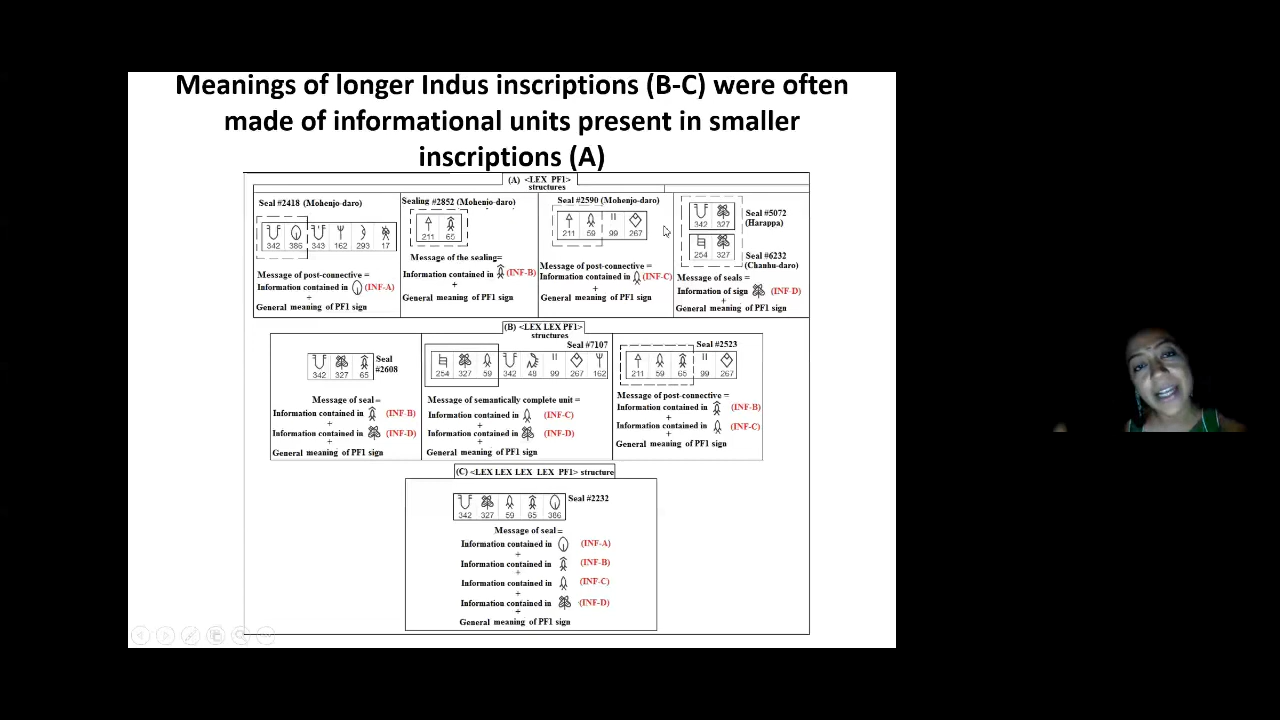 Meanings of longer Indus inscriptions (B-C) were often
made of informational units present in smaller
inscriptions (A)
(A) <LEX PF1>
structures
Seal #2418 (Mohenjo-daro)
342 386 343 162 293 17
Message of post-connective =
Information contained in (INF-A)
+
General meaning of PF1 sign
Sealing #2852 (Mohenjo-daro)
211 65
Message of the sealing=
Information contained in (INF-B)
+
General meaning of PF1 sign
Seal #2590 (Mohenjo-daro)
211 59 99 267
Message of post-connective =
Information contained in (INF-C)
+
General meaning of PF1 sign
342 327
Seal #5072
(Harappa)
254 327
Seal #6232
(Chanhu-daro)
Message of seals =
Information of sign (INF-D)
+
General meaning of PF1 sign
(B) <LEX LEX PF1>
structures
342 327 65
Seal
#2608
Message of seal =
Information contained in (INF-B)
+
Information contained in (INF-D)
+
General meaning of PF1 sign
Seal #7107
254 327 59 342 48 99 267 162
Message of semantically complete unit =
Information contained in (INF-C)
+
Information contained in (INF-D)
+
General meaning of PF1 sign
Seal #2523
211 59 65 99 267
Message of post-connective =
Information contained in (INF-B)
+
Information contained in (INF-C)
+
General meaning of PF1 sign
(C) <LEX LEX LEX LEX PF1> structure
342 327 59 65 386
Seal #2232
Message of seal =
Information contained in (INF-A)
+
Information contained in (INF-B)
+
Information contained in (INF-C)
+
Information contained in (INF-D)
+
General meaning of PF1 sign